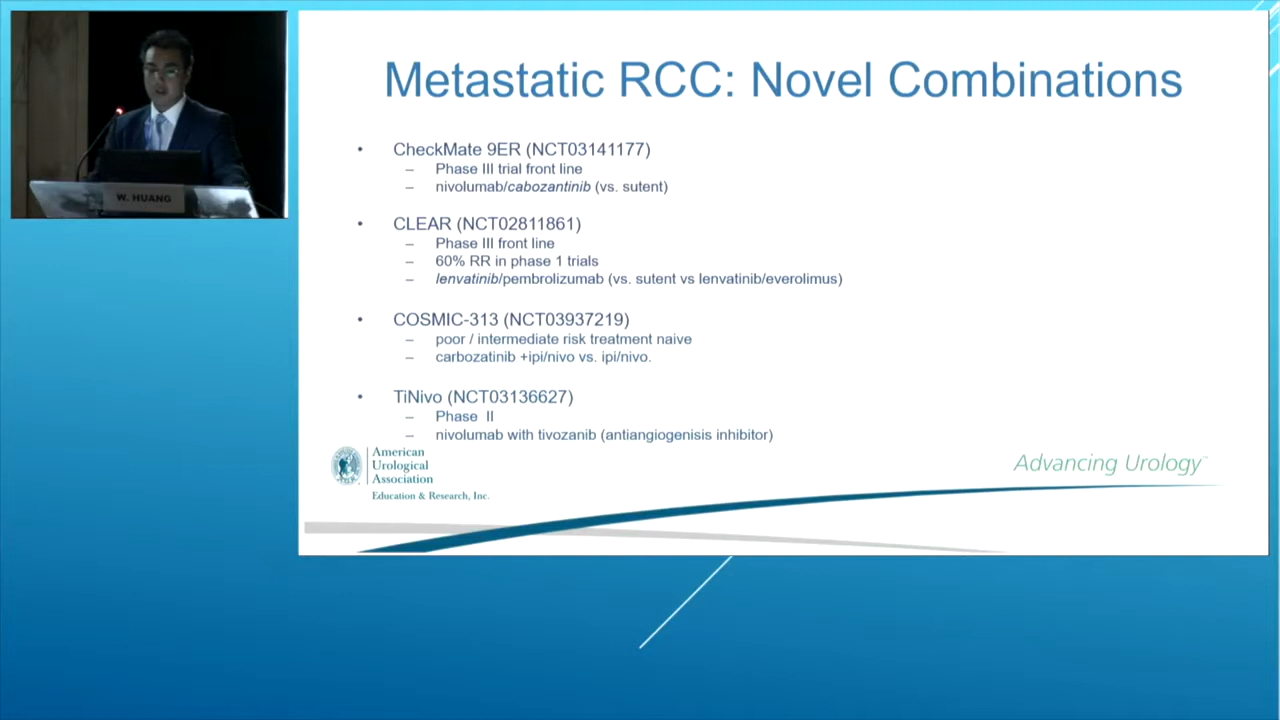 Metastatic RCC: Novel Combinations
• CheckMate 9ER (NCT03141177)
– Phase III trial front line
– nivolumab/cabozantinib (vs. sutent)
• CLEAR (NCT02811861)
– Phase III front line
– 60% RR in phase 1 trials
– lenvatinib/pembrolizumab (vs. sutent vs lenvatinib/everolimus)
• COSMIC-313 (NCT03937219)
– poor / intermediate risk treatment naive
– carbozatinib +ipi/nivo vs. ipi/nivo.
• TiNivo (NCT03136627)
– Phase II
– nivolumab with tivozanib (antiangiogenisis inhibitor)
American
Urological
Association
Education & Research, Inc.
Advancing Urology™
W. HUANG